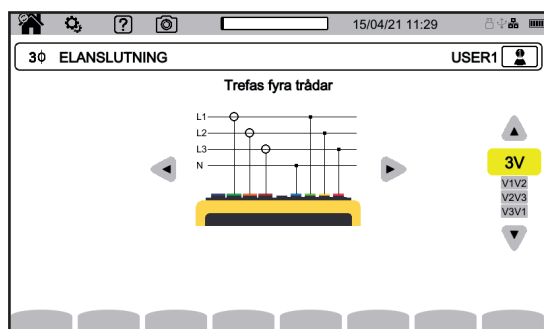 15/04/21 11:29
3Φ ELANSLUTNING
USER1
Trefas fyra trådar
L1
L2
L3
N
3V
V1V2
V2V3
V3V1